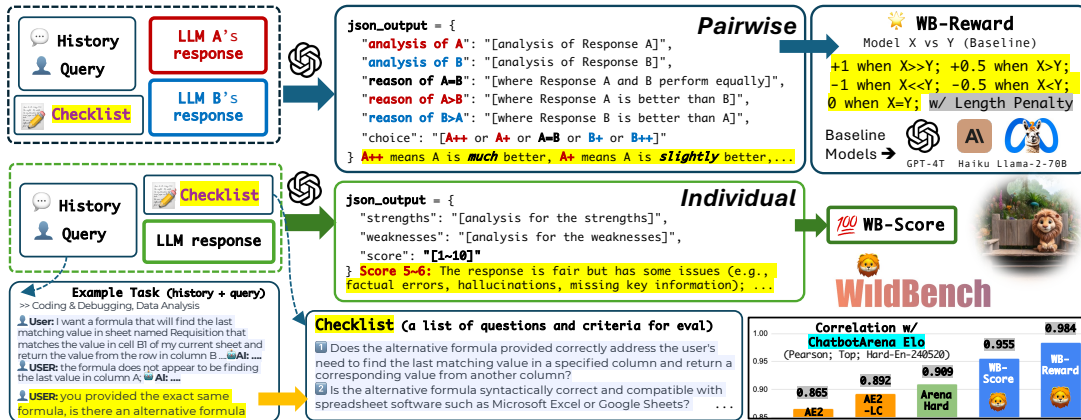 History
Query
Checklist
LLM A's
response
LLM B's
response
json_output = {
"analysis of A": "[analysis of Response A]",
"analysis of B": "[analysis of Response B]",
"reason of A=B": "[where Response A and B perform equally]",
"reason of A>B": "[where Response A is better than B]",
"reason of B>A": "[where Response B is better than A]",
"choice": "[A++ or A+ or A=B or B+ or B++]"
} A++ means A is much better, A+ means A is slightly better,...
Pairwise
WB-Reward
Model X vs Y (Baseline)
+1 when X>>Y; +0.5 when X>Y;
-1 when X<<Y; -0.5 when X<Y;
0 when X=Y; w/ Length Penalty
Baseline
Models
GPT-4T Haiku Llama-2-70B
History
Query
Checklist
LLM response
json_output = {
"strengths": "[analysis for the strengths]",
"weaknesses": "[analysis for the weaknesses]",
"score": "[1~10]"
} Score 5~6: The response is fair but has some issues (e.g.,
factual errors, hallucinations, missing key information); ...
Individual
100 WB-Score
WildBench
Example Task (history + query)
>> Coding & Debugging, Data Analysis
User: I want a formula that will find the last
matching value in sheet named Requisition that
matches the value in cell B1 of my current sheet and
return the value from the row in column B ... AI: ....
USER: the formula does not appear to be finding
the last value in column A; AI: ....
USER: you provided the exact same
formula, is there an alternative formula
Checklist (a list of questions and criteria for eval)
1 Does the alternative formula provided correctly address the user's
need to find the last matching value in a specified column and return a
corresponding value from another column?
2 Is the alternative formula syntactically correct and compatible with
spreadsheet software such as Microsoft Excel or Google Sheets? ...
Correlation w/
ChatbotArena Elo
(Pearson; Top; Hard-En-240520)
1.00
0.95
0.90
0.85
0.865
0.892
0.909
0.955
0.984
AE2
AE2
-LC
Arena
Hard
WB-
Score
WB-
Reward